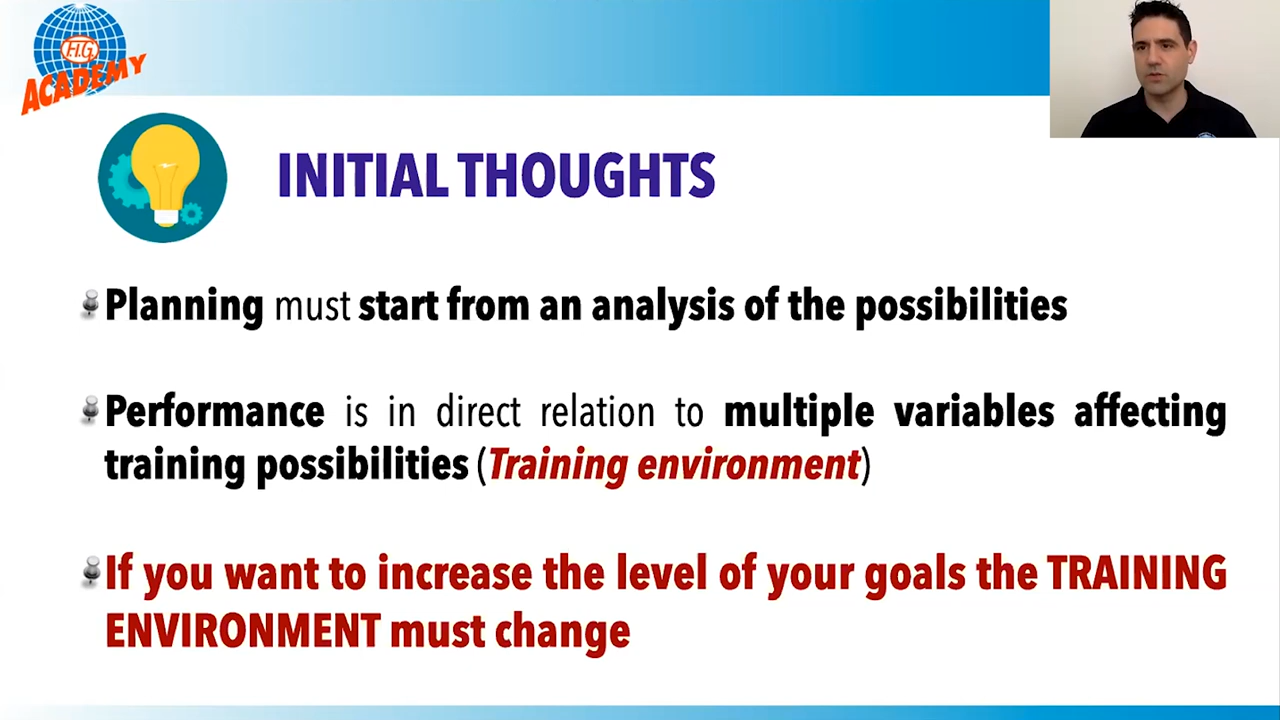 F.I.G.
ACADEMY
INITIAL THOUGHTS
Planning must start from an analysis of the possibilities
Performance is in direct relation to multiple variables affecting
training possibilities (Training environment)
If you want to increase the level of your goals the TRAINING
ENVIRONMENT must change